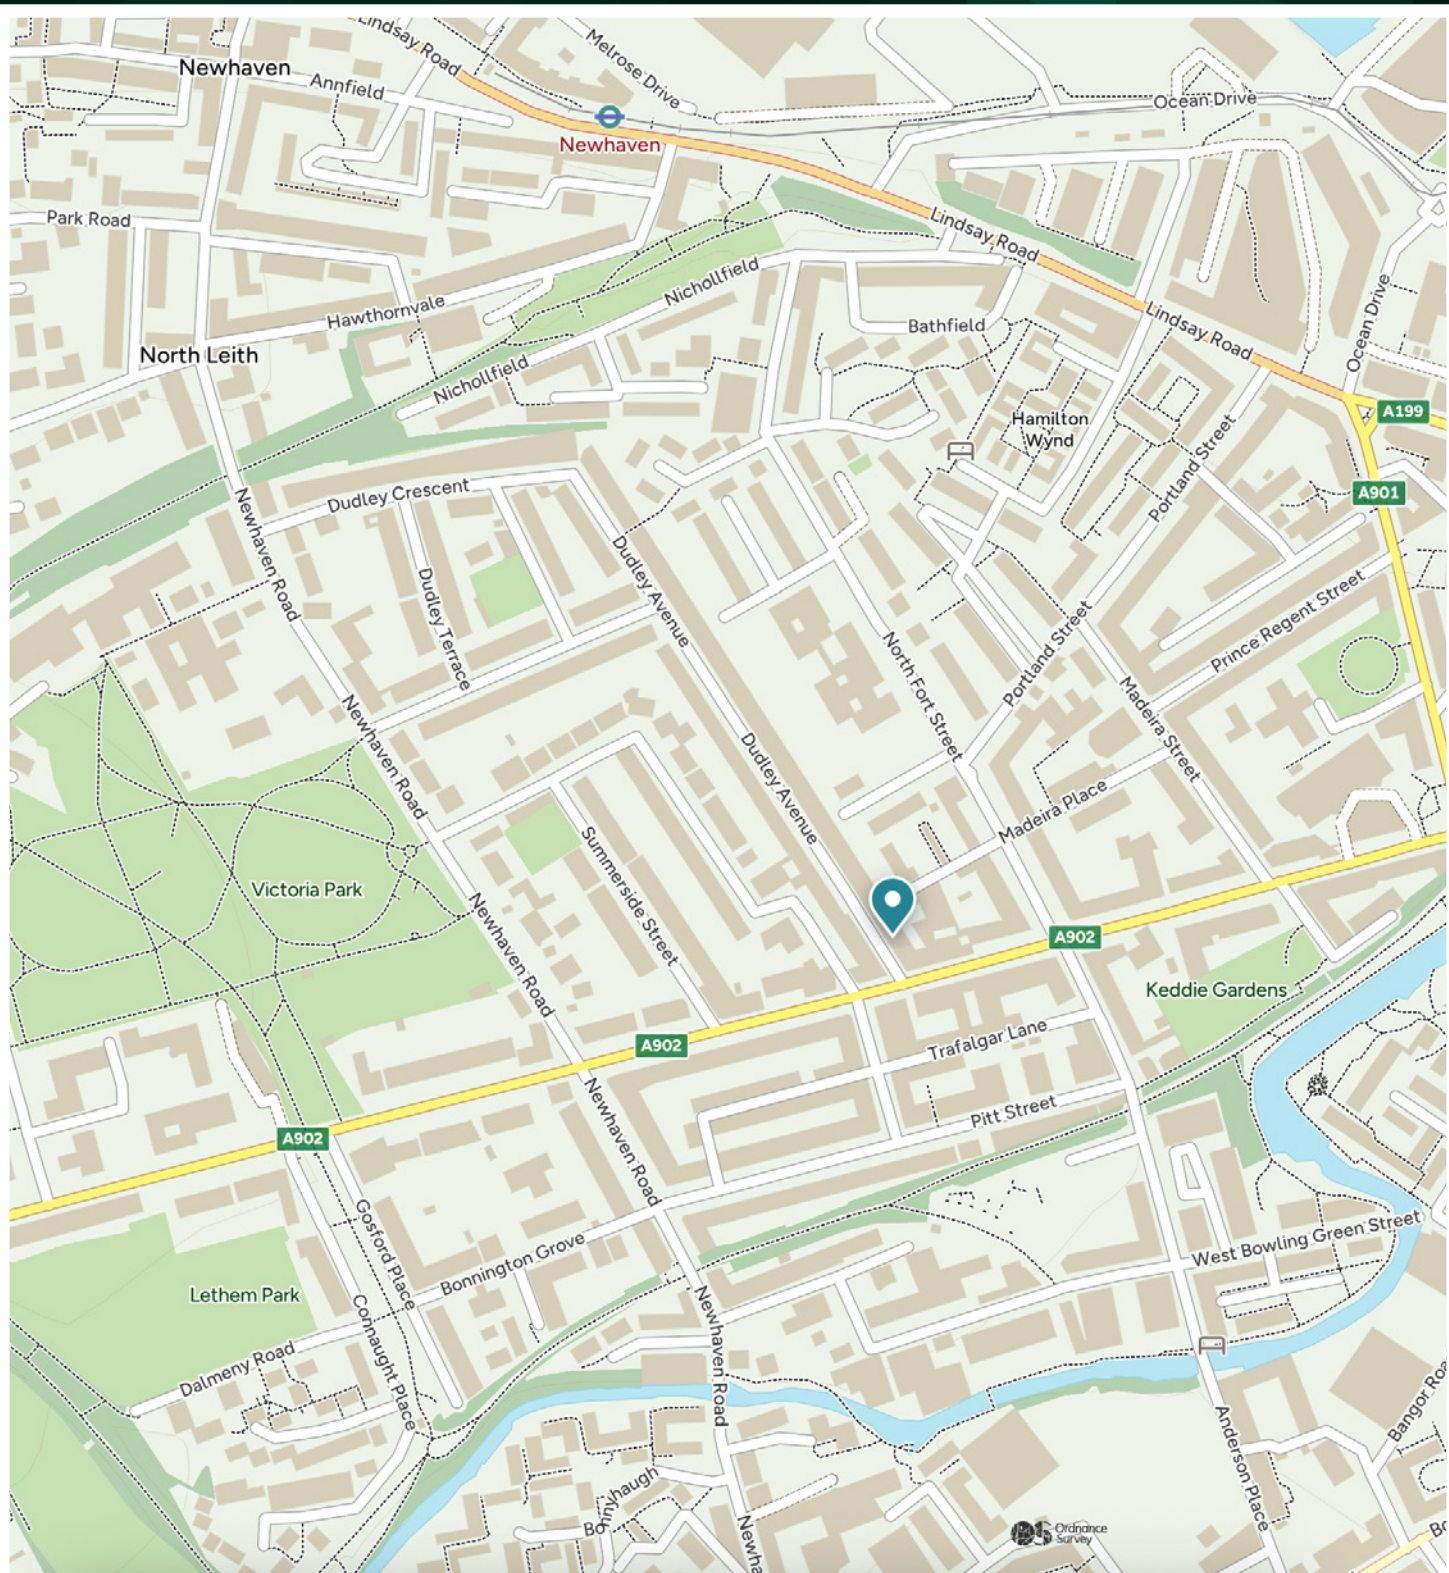 Lindsay Road
Melrose Drive
Newhaven
Annfield
Ocean Drive
Newhaven
Park Road
Lindsay Road
Nichollfield
Hawthornvale
Ocean Drive
Lindsay Road
Bathfield
North Leith
Nichollfield
A199
Hamilton
Wynd
Portland Street
A901
Dudley Crescent
Newhaven Road
Dudley Avenue
Dudley Terrace
Prince Regent Street
Portland Street
North Fort Street
Madeira Street
Newhaven Road
Dudley Avenue
Madeira Place
Summerside Street
Victoria Park
Newhaven Road
A902
Keddie Gardens
A902
Trafalgar Lane
Newhaven Road
Pitt Street
A902
Gosford Place
West Bowling Green Street
Bonnington Grove
Lethem Park
Connaught Place
Newhaven Road
Dalmeny Road
Bangor Roa
Anderson Place
Bonnyhaugh
Newha
Ordnance
Survey
Bo